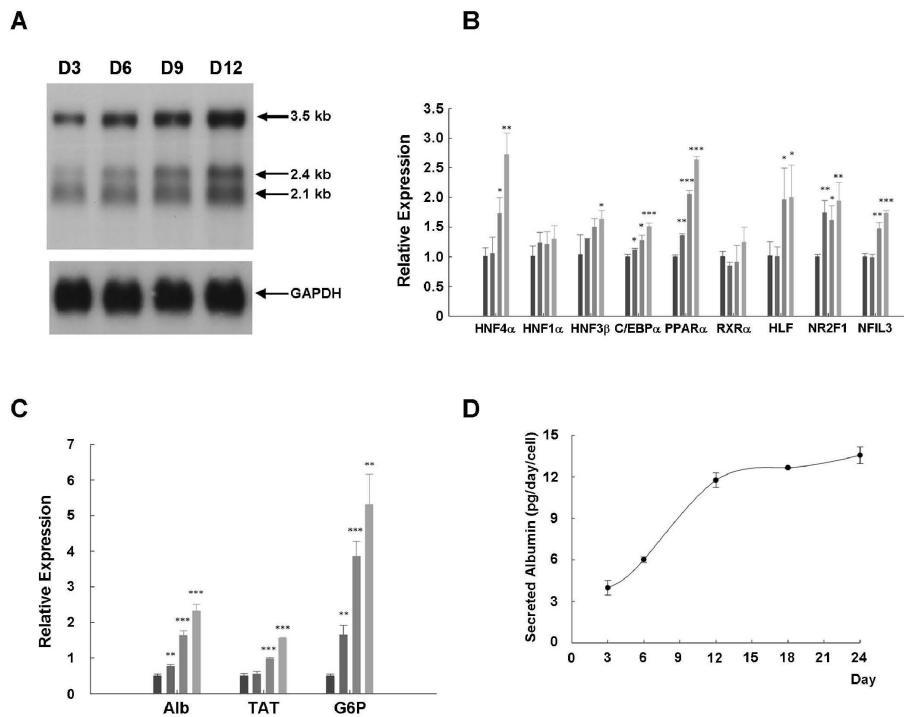 A
D3 D6 D9 D12
3.5 kb
2.4 kb
2.1 kb
GAPDH
B
Relative Expression
3.5
3.0
2.5
2.0
1.5
1.0
0.5
0
* **
*
* * ***
** *** ***
* *
** * **
** ***
HNF4α HNF1α HNF3β C/EBPα PPARα RXRα HLF NR2F1 NFIL3
C
Relative Expression
7
6
5
4
3
2
1
0
** *** ***
*** ***
** *** **
Alb TAT G6P
D
Secreted Albumin (pg/day/cell)
15
12
6
3
0
0 3 6 9 12 15 18 21 24
Day